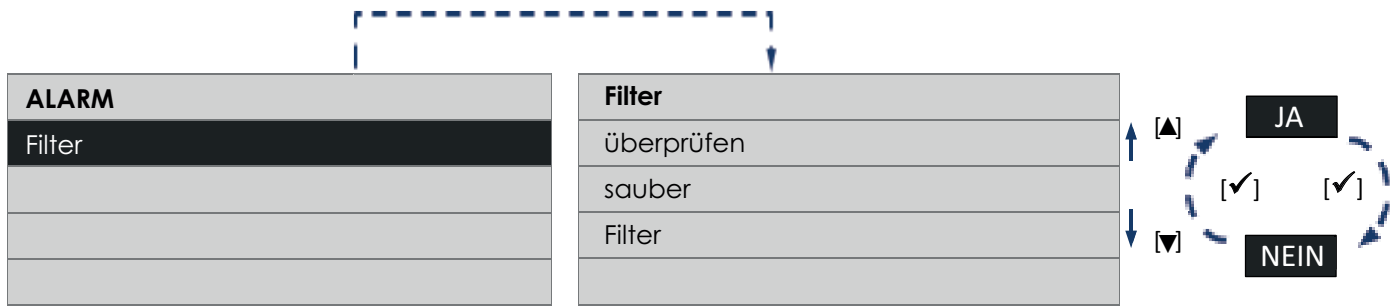 ALARM
Filter
Filter
überprüfen
sauber
Filter
[▲]
[▼]
JA
[✔] [✔]
NEIN